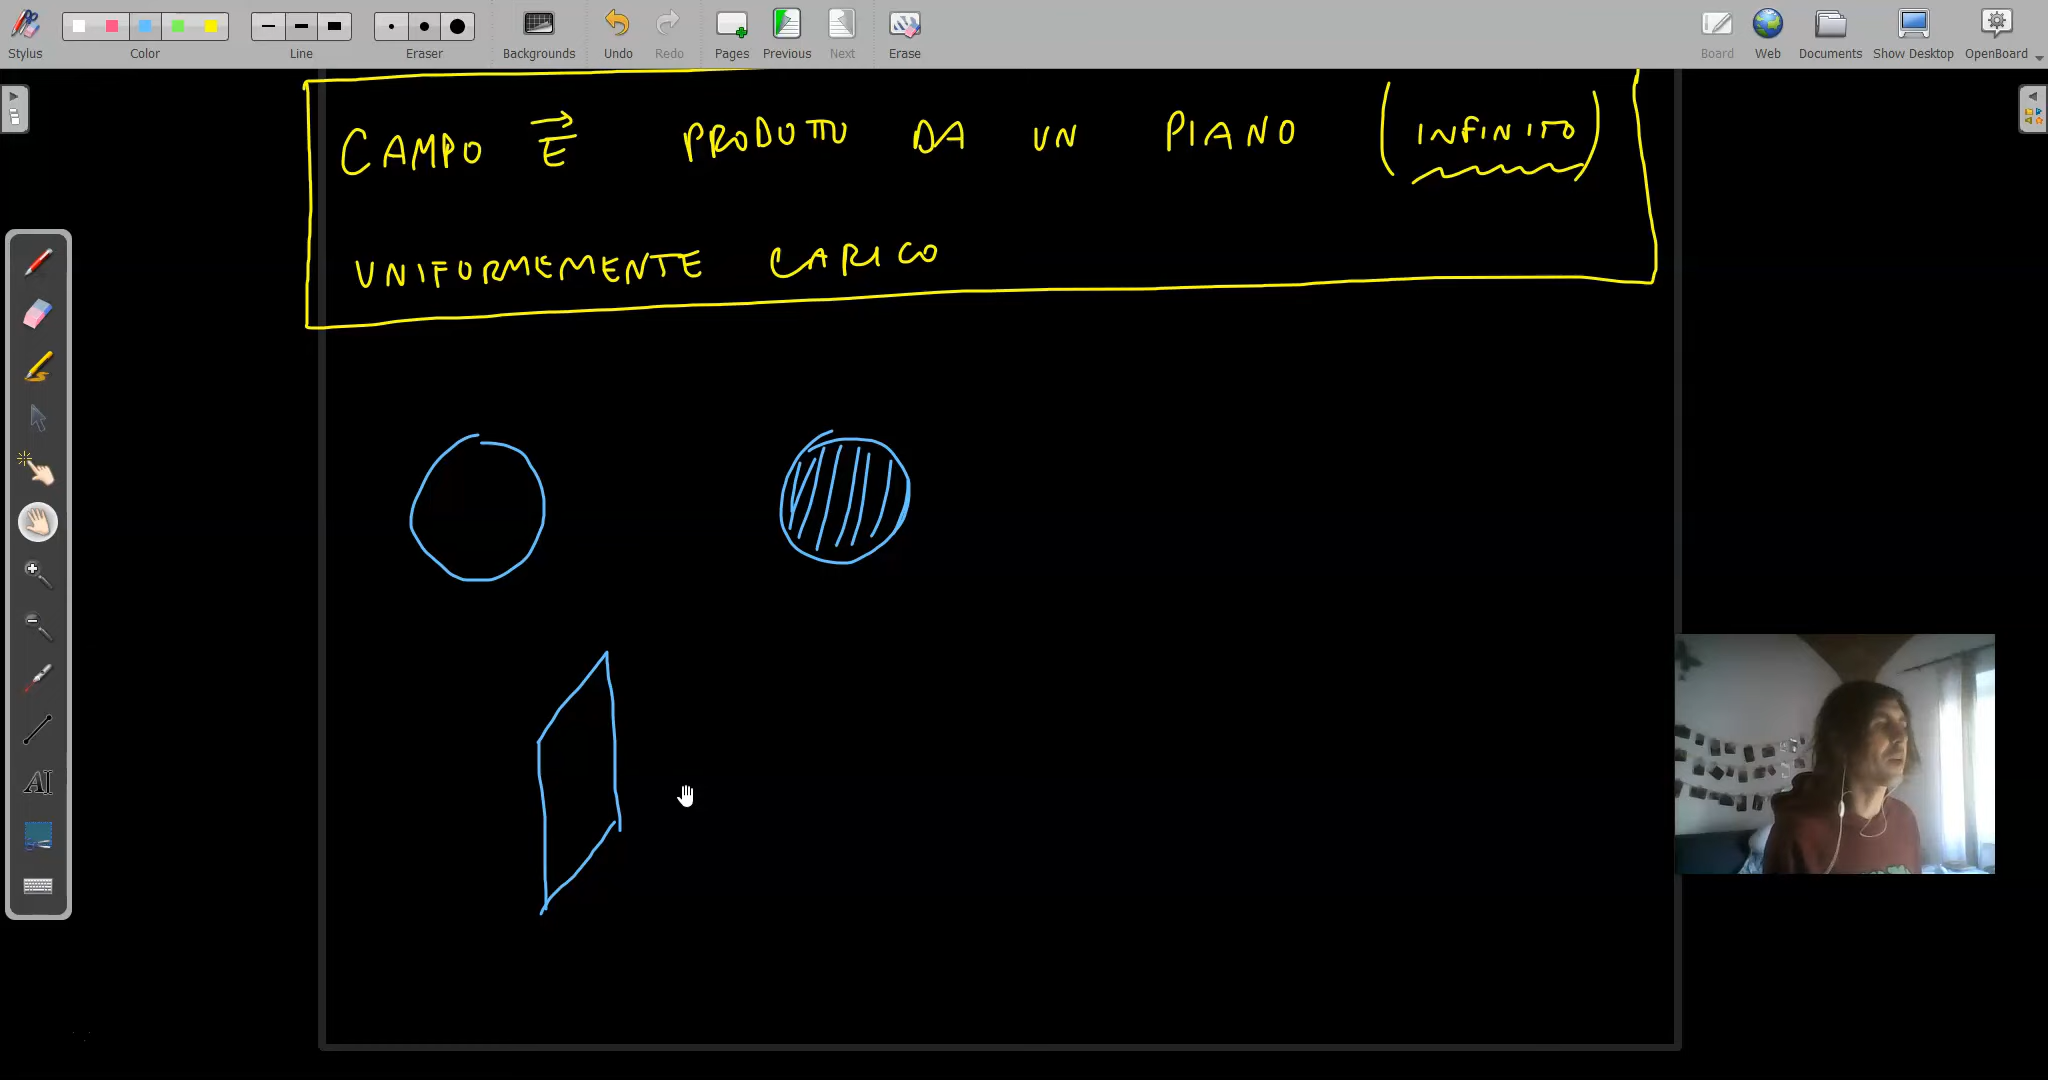 Stylus Color Line Eraser Backgrounds Undo Redo Pages Previous Next Erase Board Web Documents Show Desktop OpenBoard
CAMPO E PRODOTTO DA UN PIANO (INFINITO)
UNIFORMEMENTE CARICO
AI